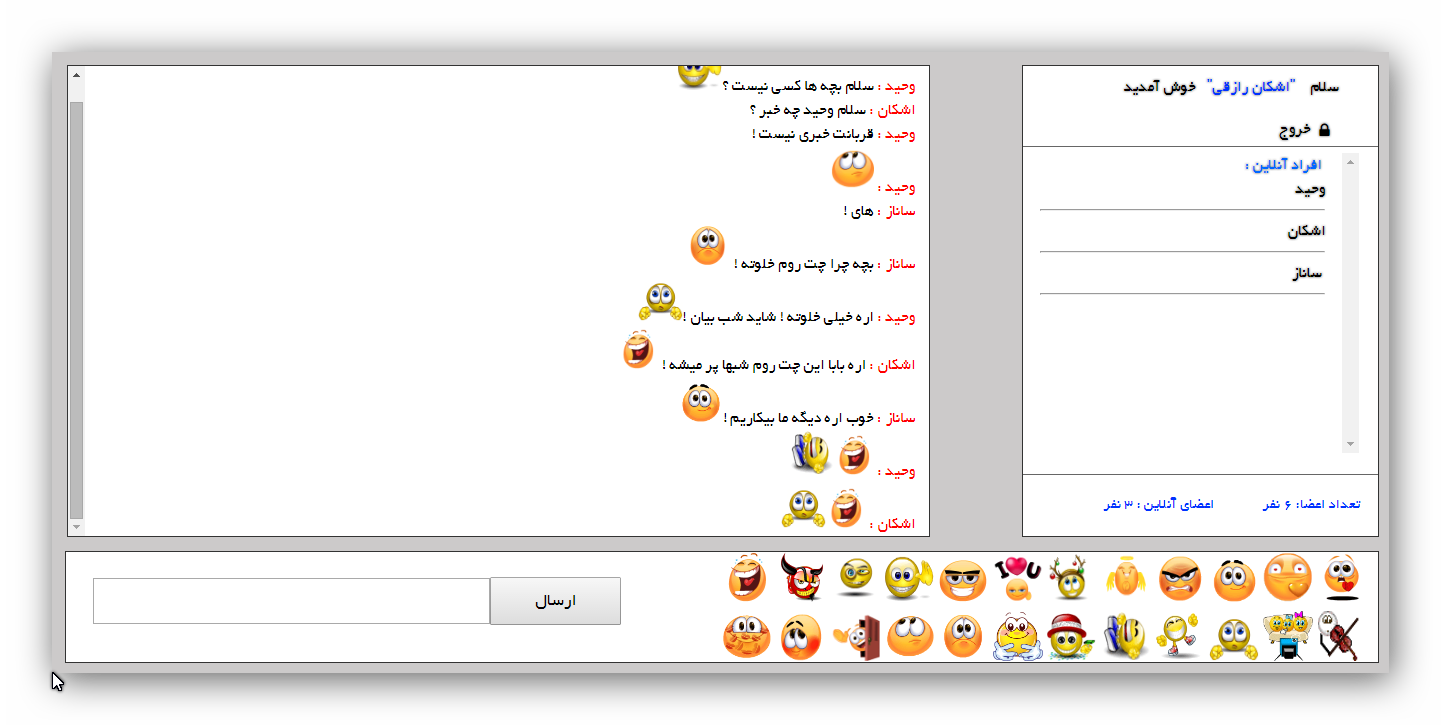 سلام "اشکان رازقی" خوش آمدید
خروج
افراد آنلاین :
وحید
اشکان
ساناز
تعداد اعضا: ۶ نفر
اعضای آنلاین : ۳ نفر
وحید : سلام بچه ها کسی نیست ؟
اشکان : سلام وحید چه خبر ؟
وحید : قربانت خبری نیست !
وحید :
ساناز : های !
ساناز : بچه چرا چت روم خلوته !
وحید : اره خیلی خلوته ! شاید شب بیان !
اشکان : اره بابا این چت روم شبها پر میشه !
ساناز : خوب اره دیگه ما بیکاریم !
وحید :
اشکان :
I U
ارسال